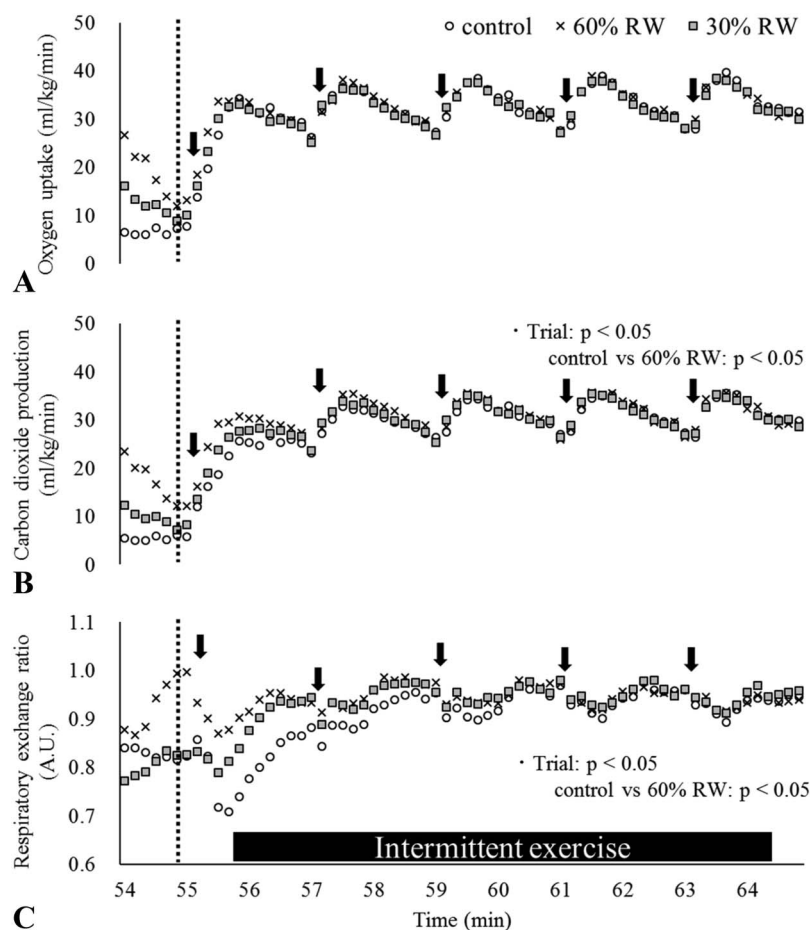 50
○ control × 60% RW ■ 30% RW
40
30
20
10
0
Oxygen uptake (ml/kg/min)
A
50
· Trial: p < 0.05
control vs 60% RW: p < 0.05
40
30
20
10
0
Carbon dioxide production
(ml/kg/min)
B
1.1
1.0
0.9
0.8
0.7
0.6
Respiratory exchange ratio
(A.U.)
· Trial: p < 0.05
control vs 60% RW: p < 0.05
Intermittent exercise
54 55 56 57 58 59 60 61 62 63 64
Time (min)
C